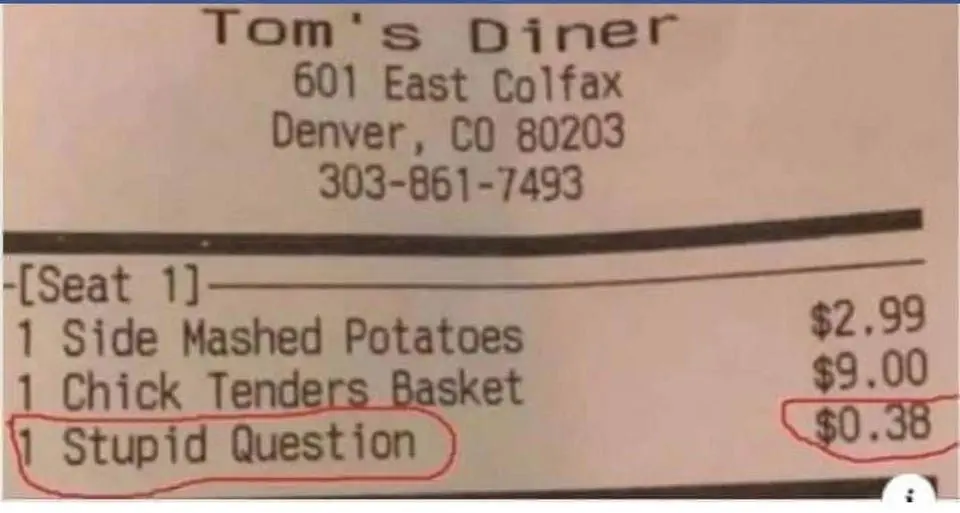 Tom's Diner
601 East Colfax
Denver, CO 80203
303-861-7493
[Seat 1]
1 Side Mashed Potatoes $2.99
1 Chick Tenders Basket $9.00
1 Stupid Question $0.38
i